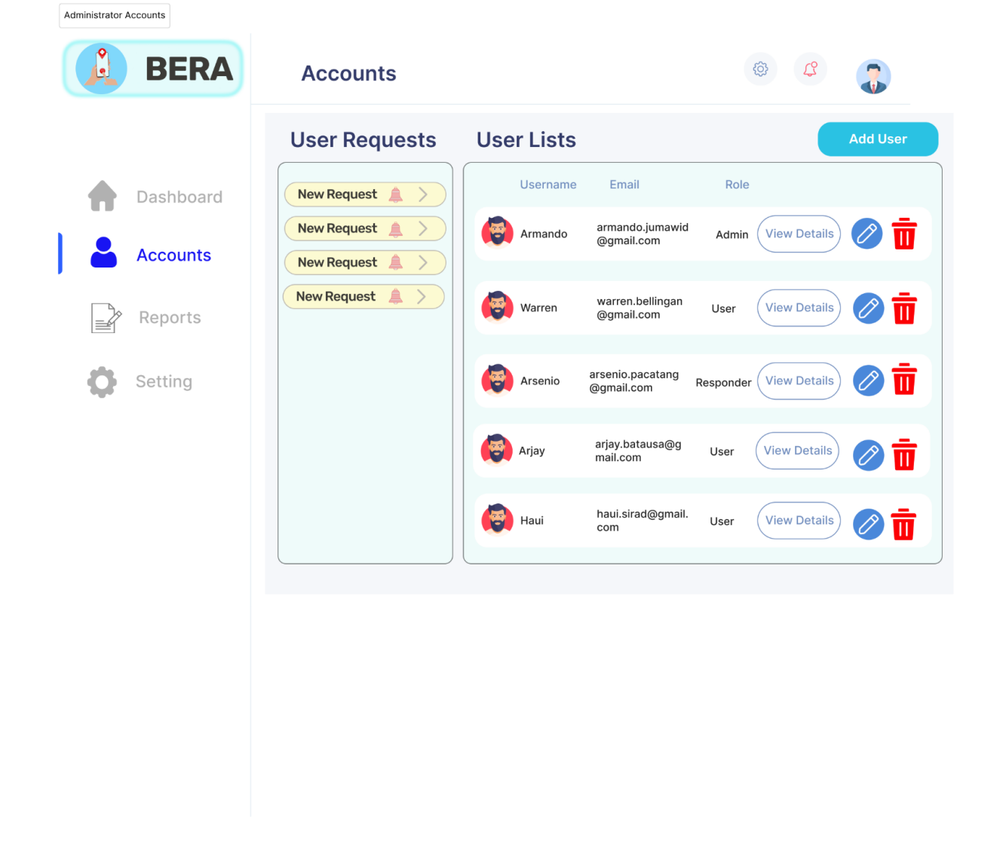 Administrator Accounts
BERA
Accounts
Dashboard
Accounts
Reports
Setting
User Requests
New Request
New Request
New Request
New Request
User Lists
Add User
Username Email Role
Armando
armando.jumawid
@gmail.com
Admin
View Details
Warren
warren.bellingan
@gmail.com
User
View Details
Arsenio
arsenio.pacatang
@gmail.com
Responder
View Details
Arjay
arjay.batausa@g
mail.com
User
View Details
Haui
haui.sirad@gmail.
com
User
View Details